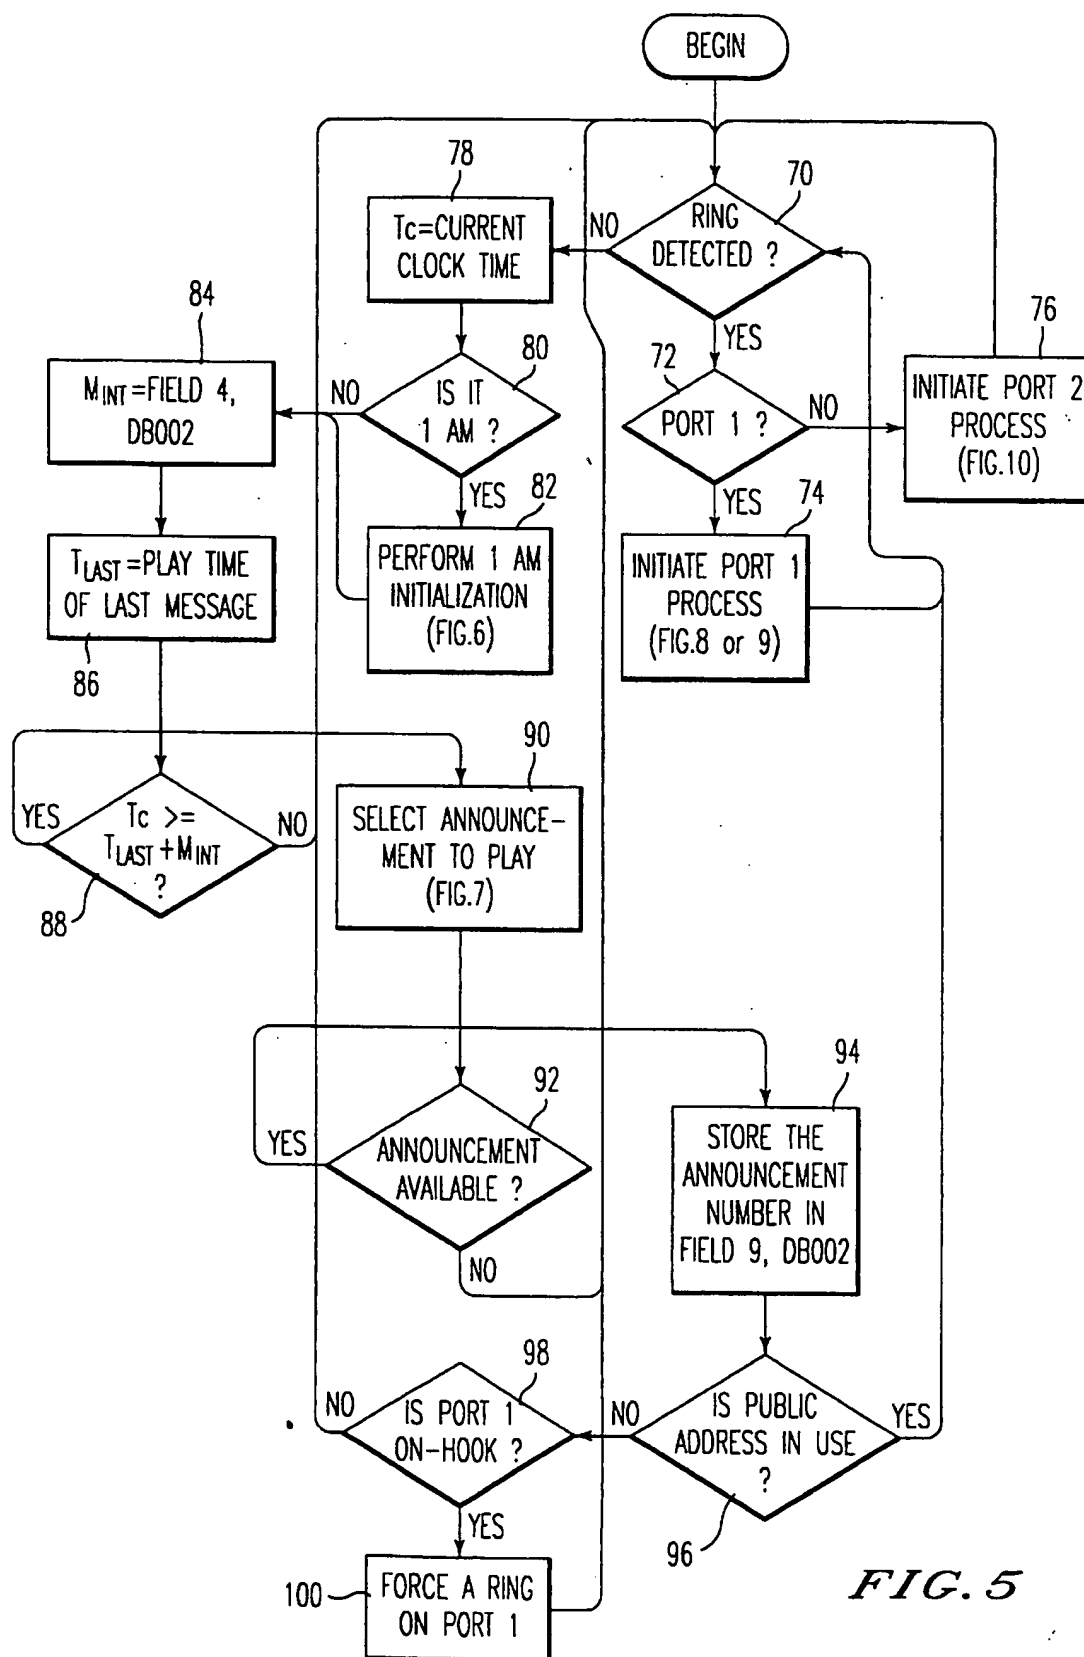 BEGIN
78
70
NO
RING
DETECTED ?
Tc=CURRENT
CLOCK TIME
84
80
YES
72
76
MINT=FIELD 4,
DB002
NO
IS IT
1 AM ?
PORT 1 ?
NO
INITIATE PORT 2
PROCESS
(FIG.10)
YES
82
YES
74
TLAST=PLAY TIME
OF LAST MESSAGE
86
PERFORM 1 AM
INITIALIZATION
(FIG.6)
INITIATE PORT 1
PROCESS
(FIG.8 or 9)
90
YES
Tc >=
TLAST+MINT
?
NO
88
SELECT ANNOUNCE-
MENT TO PLAY
(FIG.7)
92
94
YES
ANNOUNCEMENT
AVAILABLE ?
NO
STORE THE
ANNOUNCEMENT
NUMBER IN
FIELD 9, DB002
98
NO
IS PORT 1
ON-HOOK ?
NO
IS PUBLIC
ADDRESS IN USE
?
YES
YES
96
100
FORCE A RING
ON PORT 1
FIG. 5